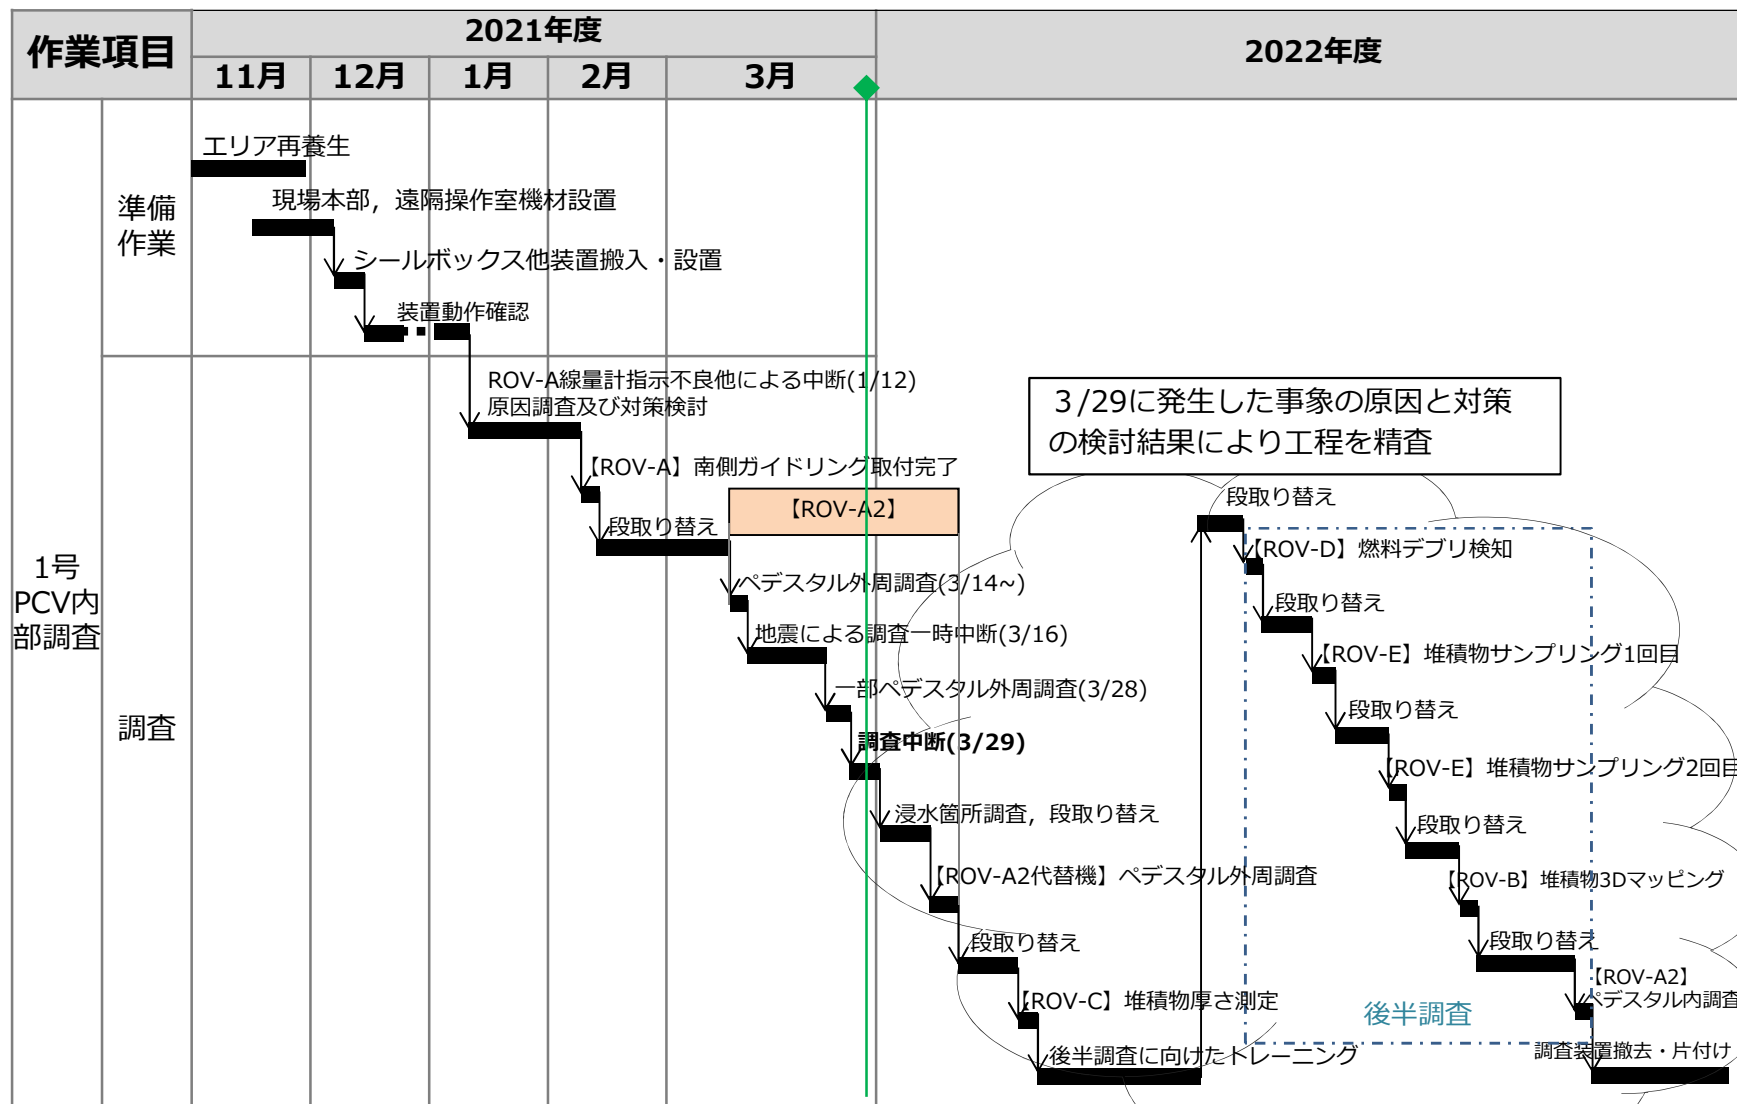 作業項目
2021年度
2022年度
11月
12月
1月
2月
3月
1号
PCV内
部調査
準備
作業
エリア再養生
現場本部，遠隔操作室機材設置
シールボックス他装置搬入・設置
装置動作確認
調査
ROV-A線量計指示不良他による中断(1/12)
原因調査及び対策検討
【ROV-A】南側ガイドリング取付完了
【ROV-A2】
段取り替え
ペデスタル外周調査(3/14~)
地震による調査一時中断(3/16)
一部ペデスタル外周調査(3/28)
調査中断(3/29)
浸水箇所調査，段取り替え
【ROV-A2代替機】ペデスタル外周調査
段取り替え
【ROV-C】堆積物厚さ測定
後半調査に向けたトレーニング
３/29に発生した事象の原因と対策
の検討結果により工程を精査
段取り替え
【ROV-D】燃料デブリ検知
段取り替え
【ROV-E】堆積物サンプリング1回目
段取り替え
【ROV-E】堆積物サンプリング2回目
段取り替え
【ROV-B】堆積物3Dマッピング
段取り替え
【ROV-A2】
ペデスタル内調査
後半調査
調査装置撤去・片付け